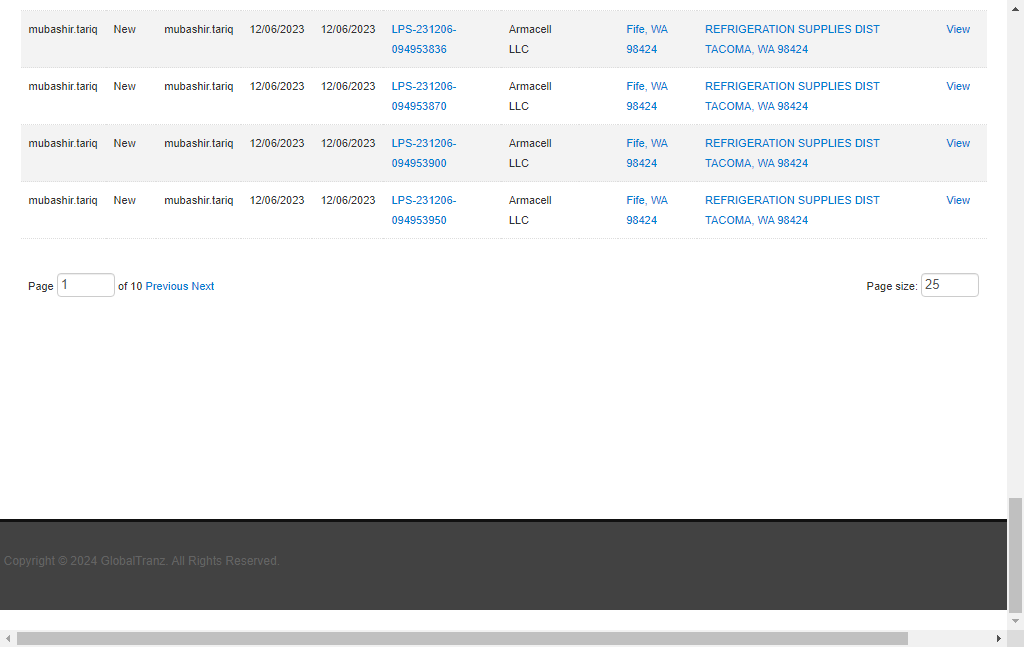 mubashir.tariq New mubashir.tariq 12/06/2023 12/06/2023 LPS-231206- Armacell Fife, WA REFRIGERATION SUPPLIES DIST View
094953836 LLC 98424 TACOMA, WA 98424
mubashir.tariq New mubashir.tariq 12/06/2023 12/06/2023 LPS-231206- Armacell Fife, WA REFRIGERATION SUPPLIES DIST View
094953870 LLC 98424 TACOMA, WA 98424
mubashir.tariq New mubashir.tariq 12/06/2023 12/06/2023 LPS-231206- Armacell Fife, WA REFRIGERATION SUPPLIES DIST View
094953900 LLC 98424 TACOMA, WA 98424
mubashir.tariq New mubashir.tariq 12/06/2023 12/06/2023 LPS-231206- Armacell Fife, WA REFRIGERATION SUPPLIES DIST View
094953950 LLC 98424 TACOMA, WA 98424
Page 1 of 10 Previous Next Page size: 25
Copyright © 2024 GlobalTranz. All Rights Reserved.